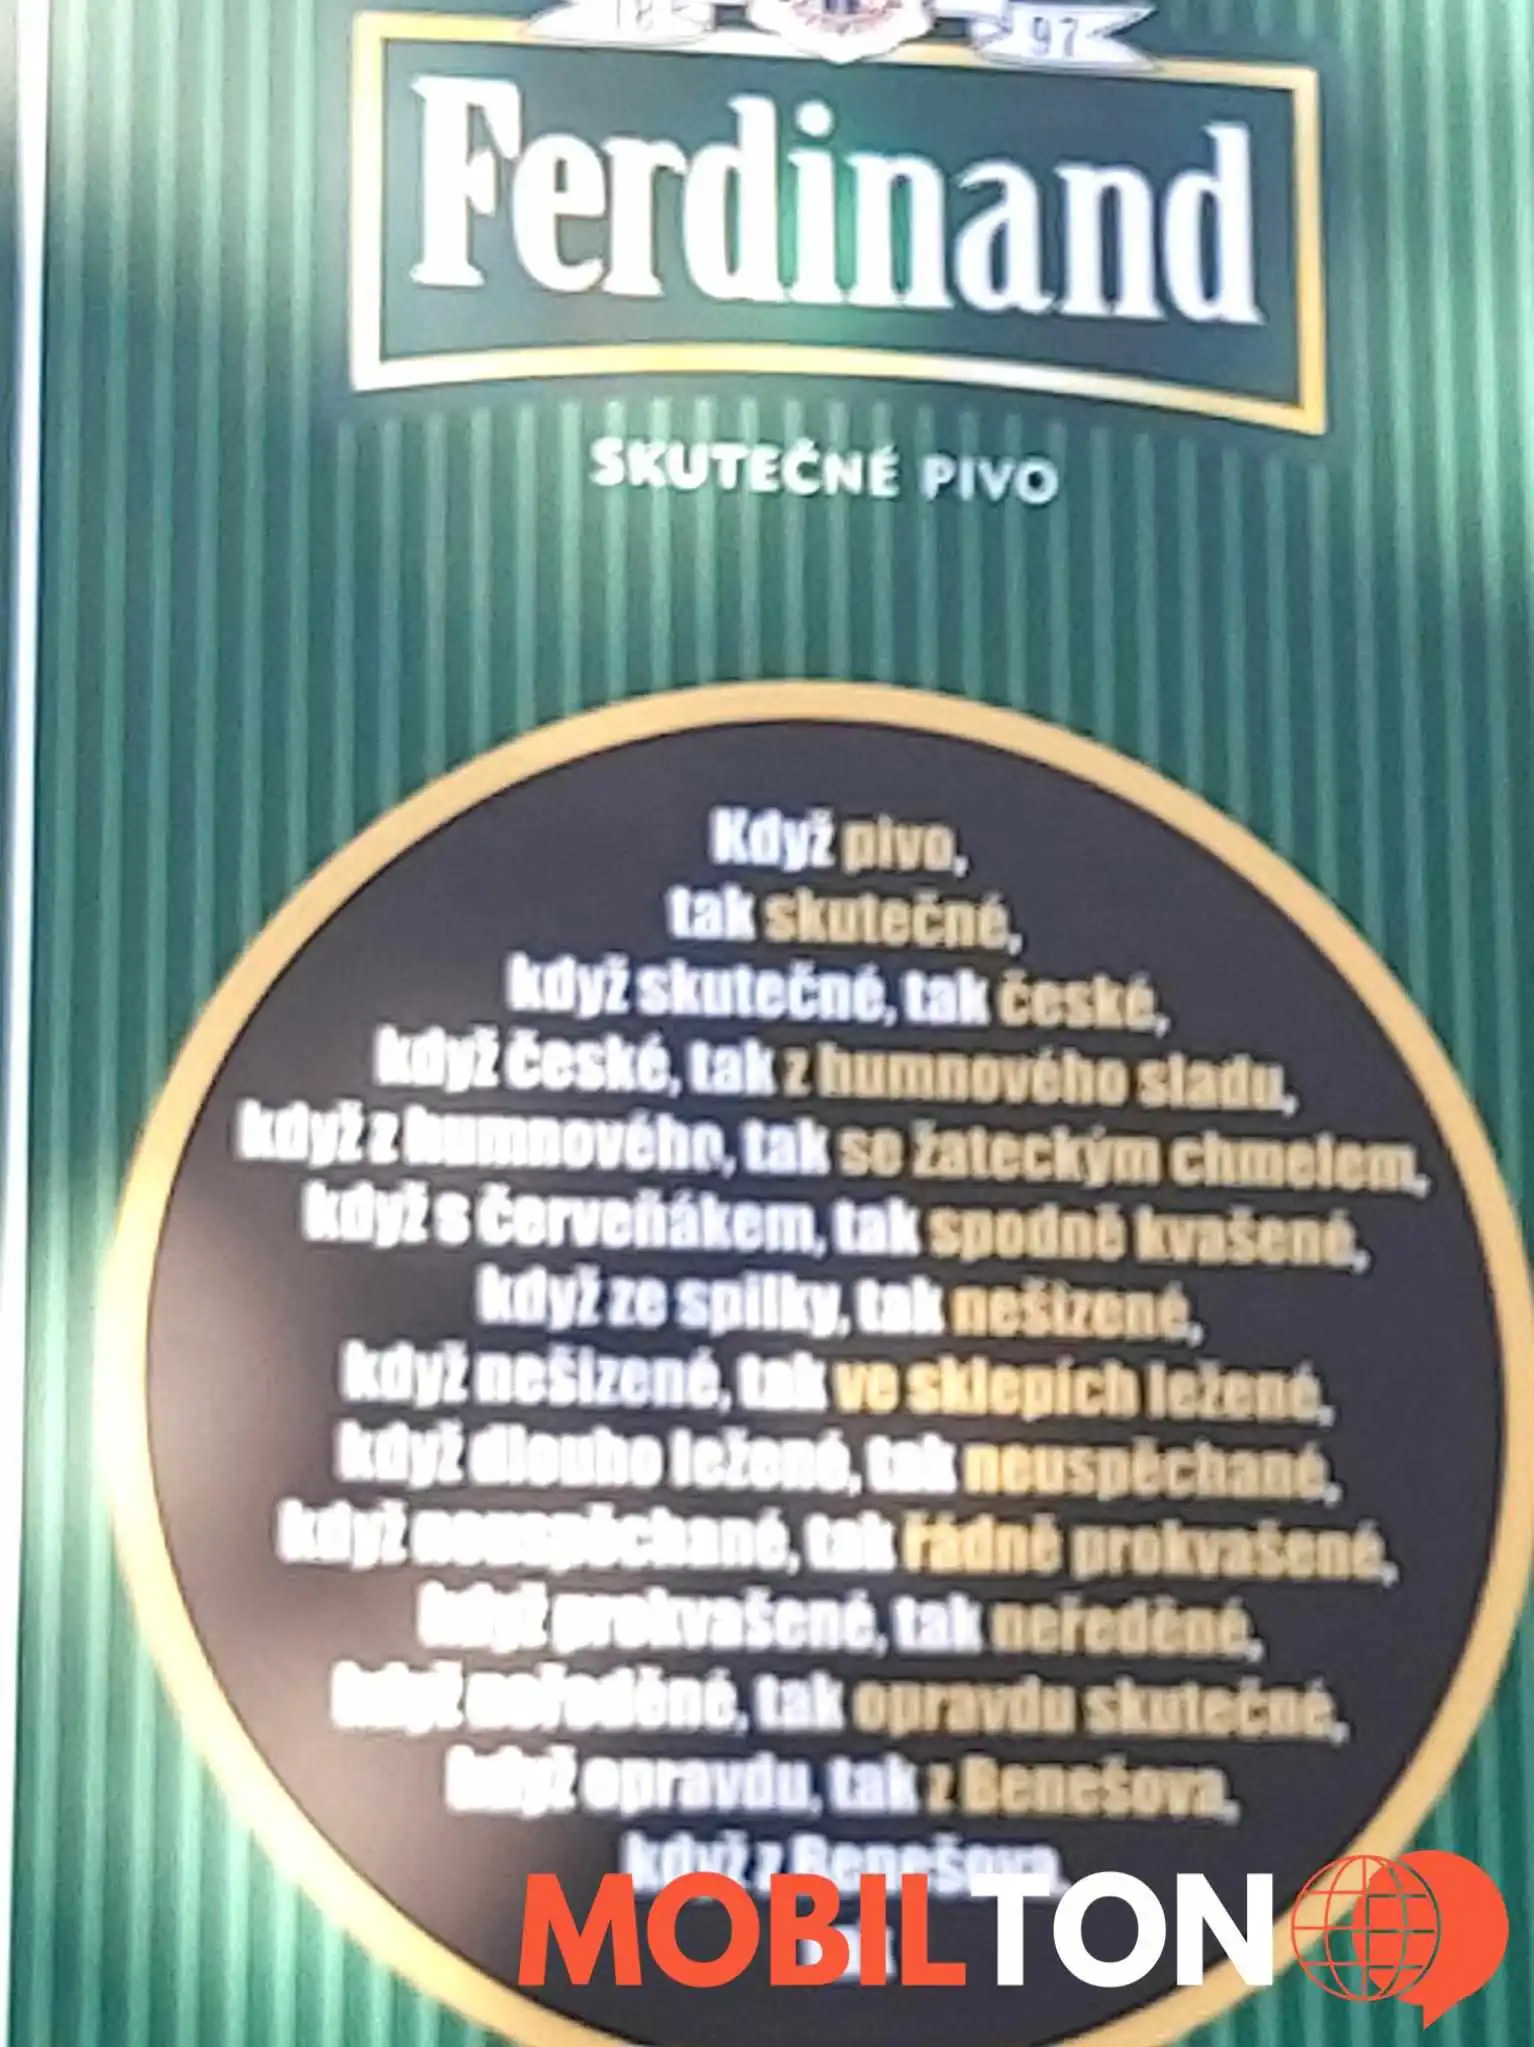 97
Ferdinand
SKUTEČNÉ PIVO
Když pivo,
tak skutečné,
když skutečné, tak české,
když české, tak z humnového sladu,
když z humnového, tak se žateckým chmelem,
když s červeňákem, tak spodně kvašené,
když ze spilky, tak nešizené,
když nešizené, tak ve sklepích ležené,
když dlouho ležené, tak neuspěchané,
když neuspěchané, tak řádně prokvašené,
když prokvašené, tak neředěné,
když neředěné, tak opravdu skutečné,
když opravdu, tak z Benešova,
když z Benešova,
MOBILTON